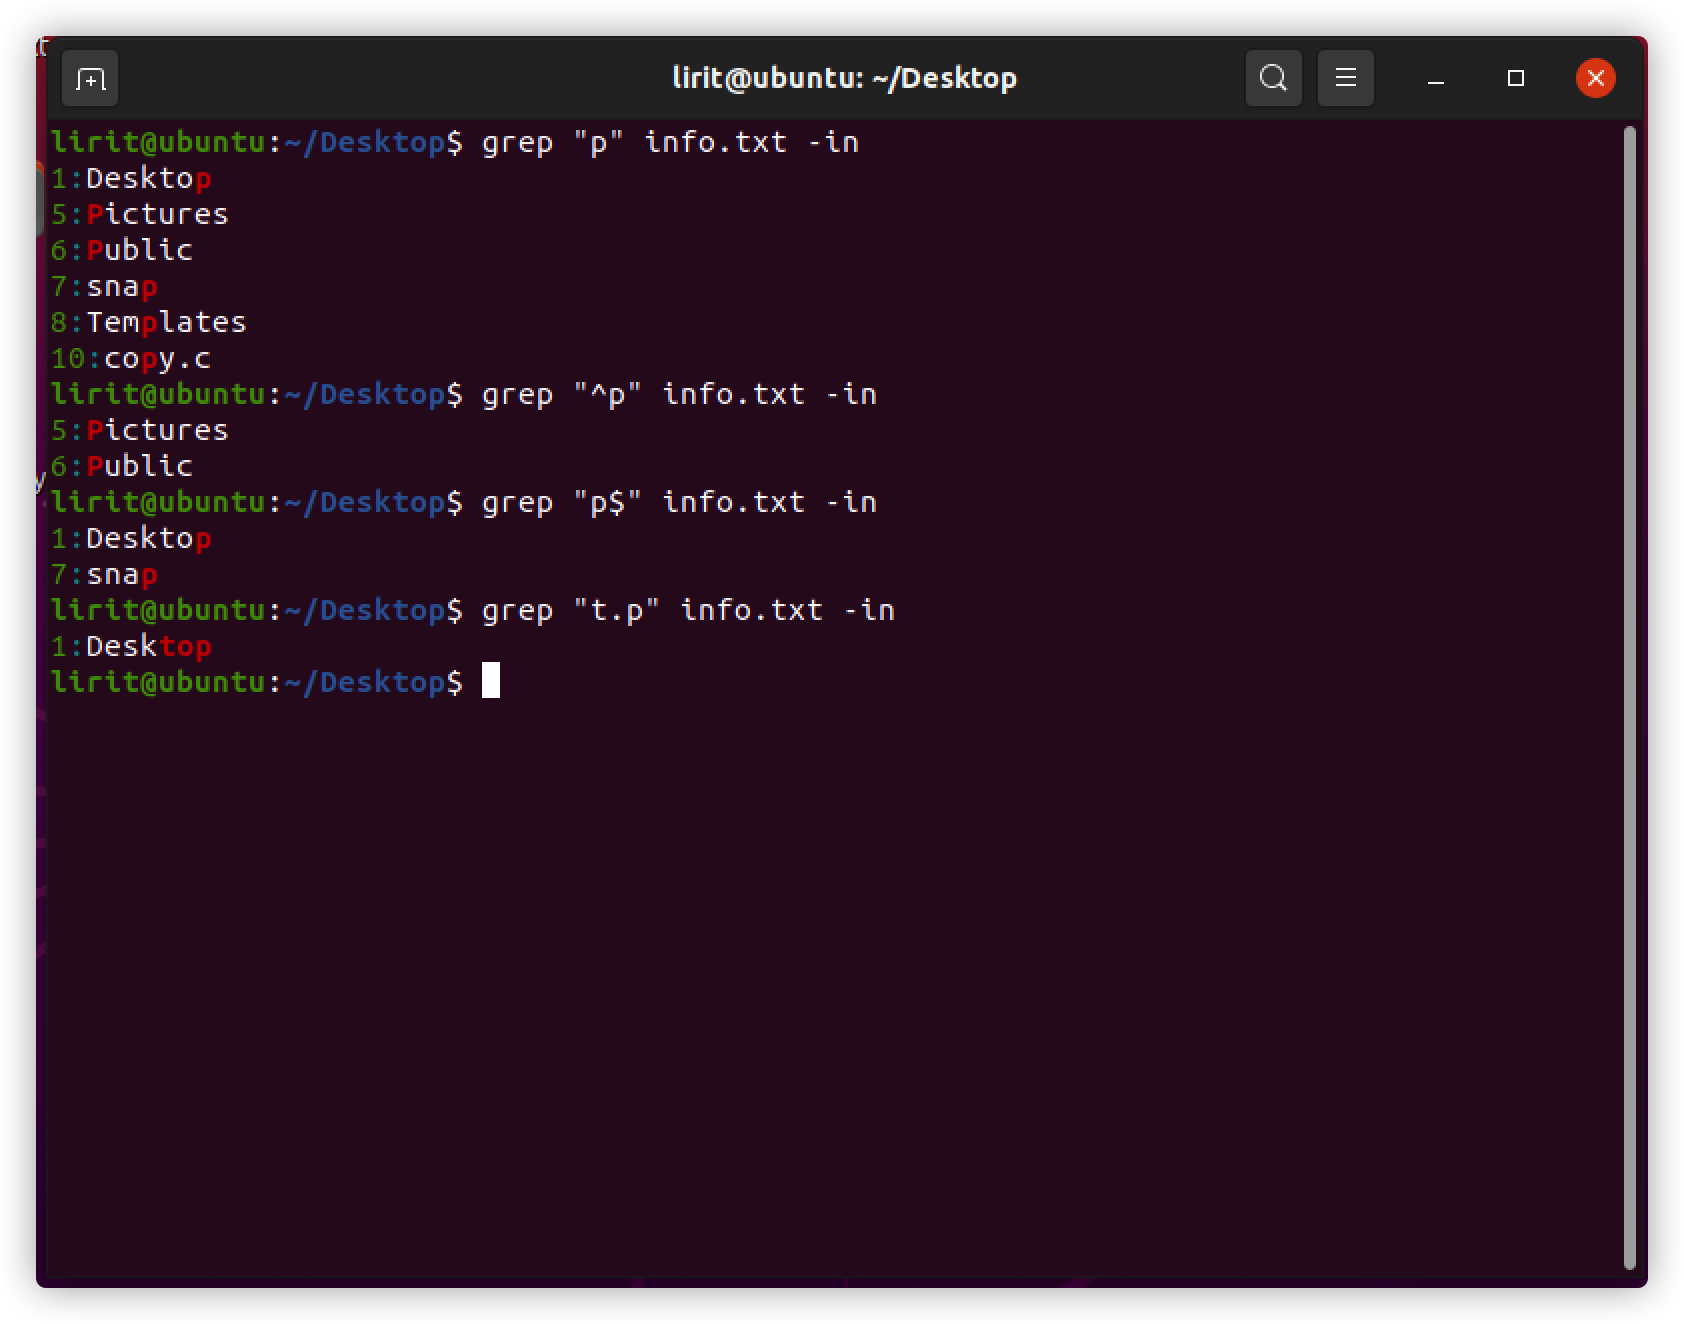 lirit@ubuntu: ~/Desktop
lirit@ubuntu:~/Desktop$ grep "p" info.txt -in
1:Desktop
5:Pictures
6:Public
7:snap
8:Templates
10:copy.c
lirit@ubuntu:~/Desktop$ grep "^p" info.txt -in
5:Pictures
6:Public
lirit@ubuntu:~/Desktop$ grep "p$" info.txt -in
1:Desktop
7:snap
lirit@ubuntu:~/Desktop$ grep "t.p" info.txt -in
1:Desktop
lirit@ubuntu:~/Desktop$